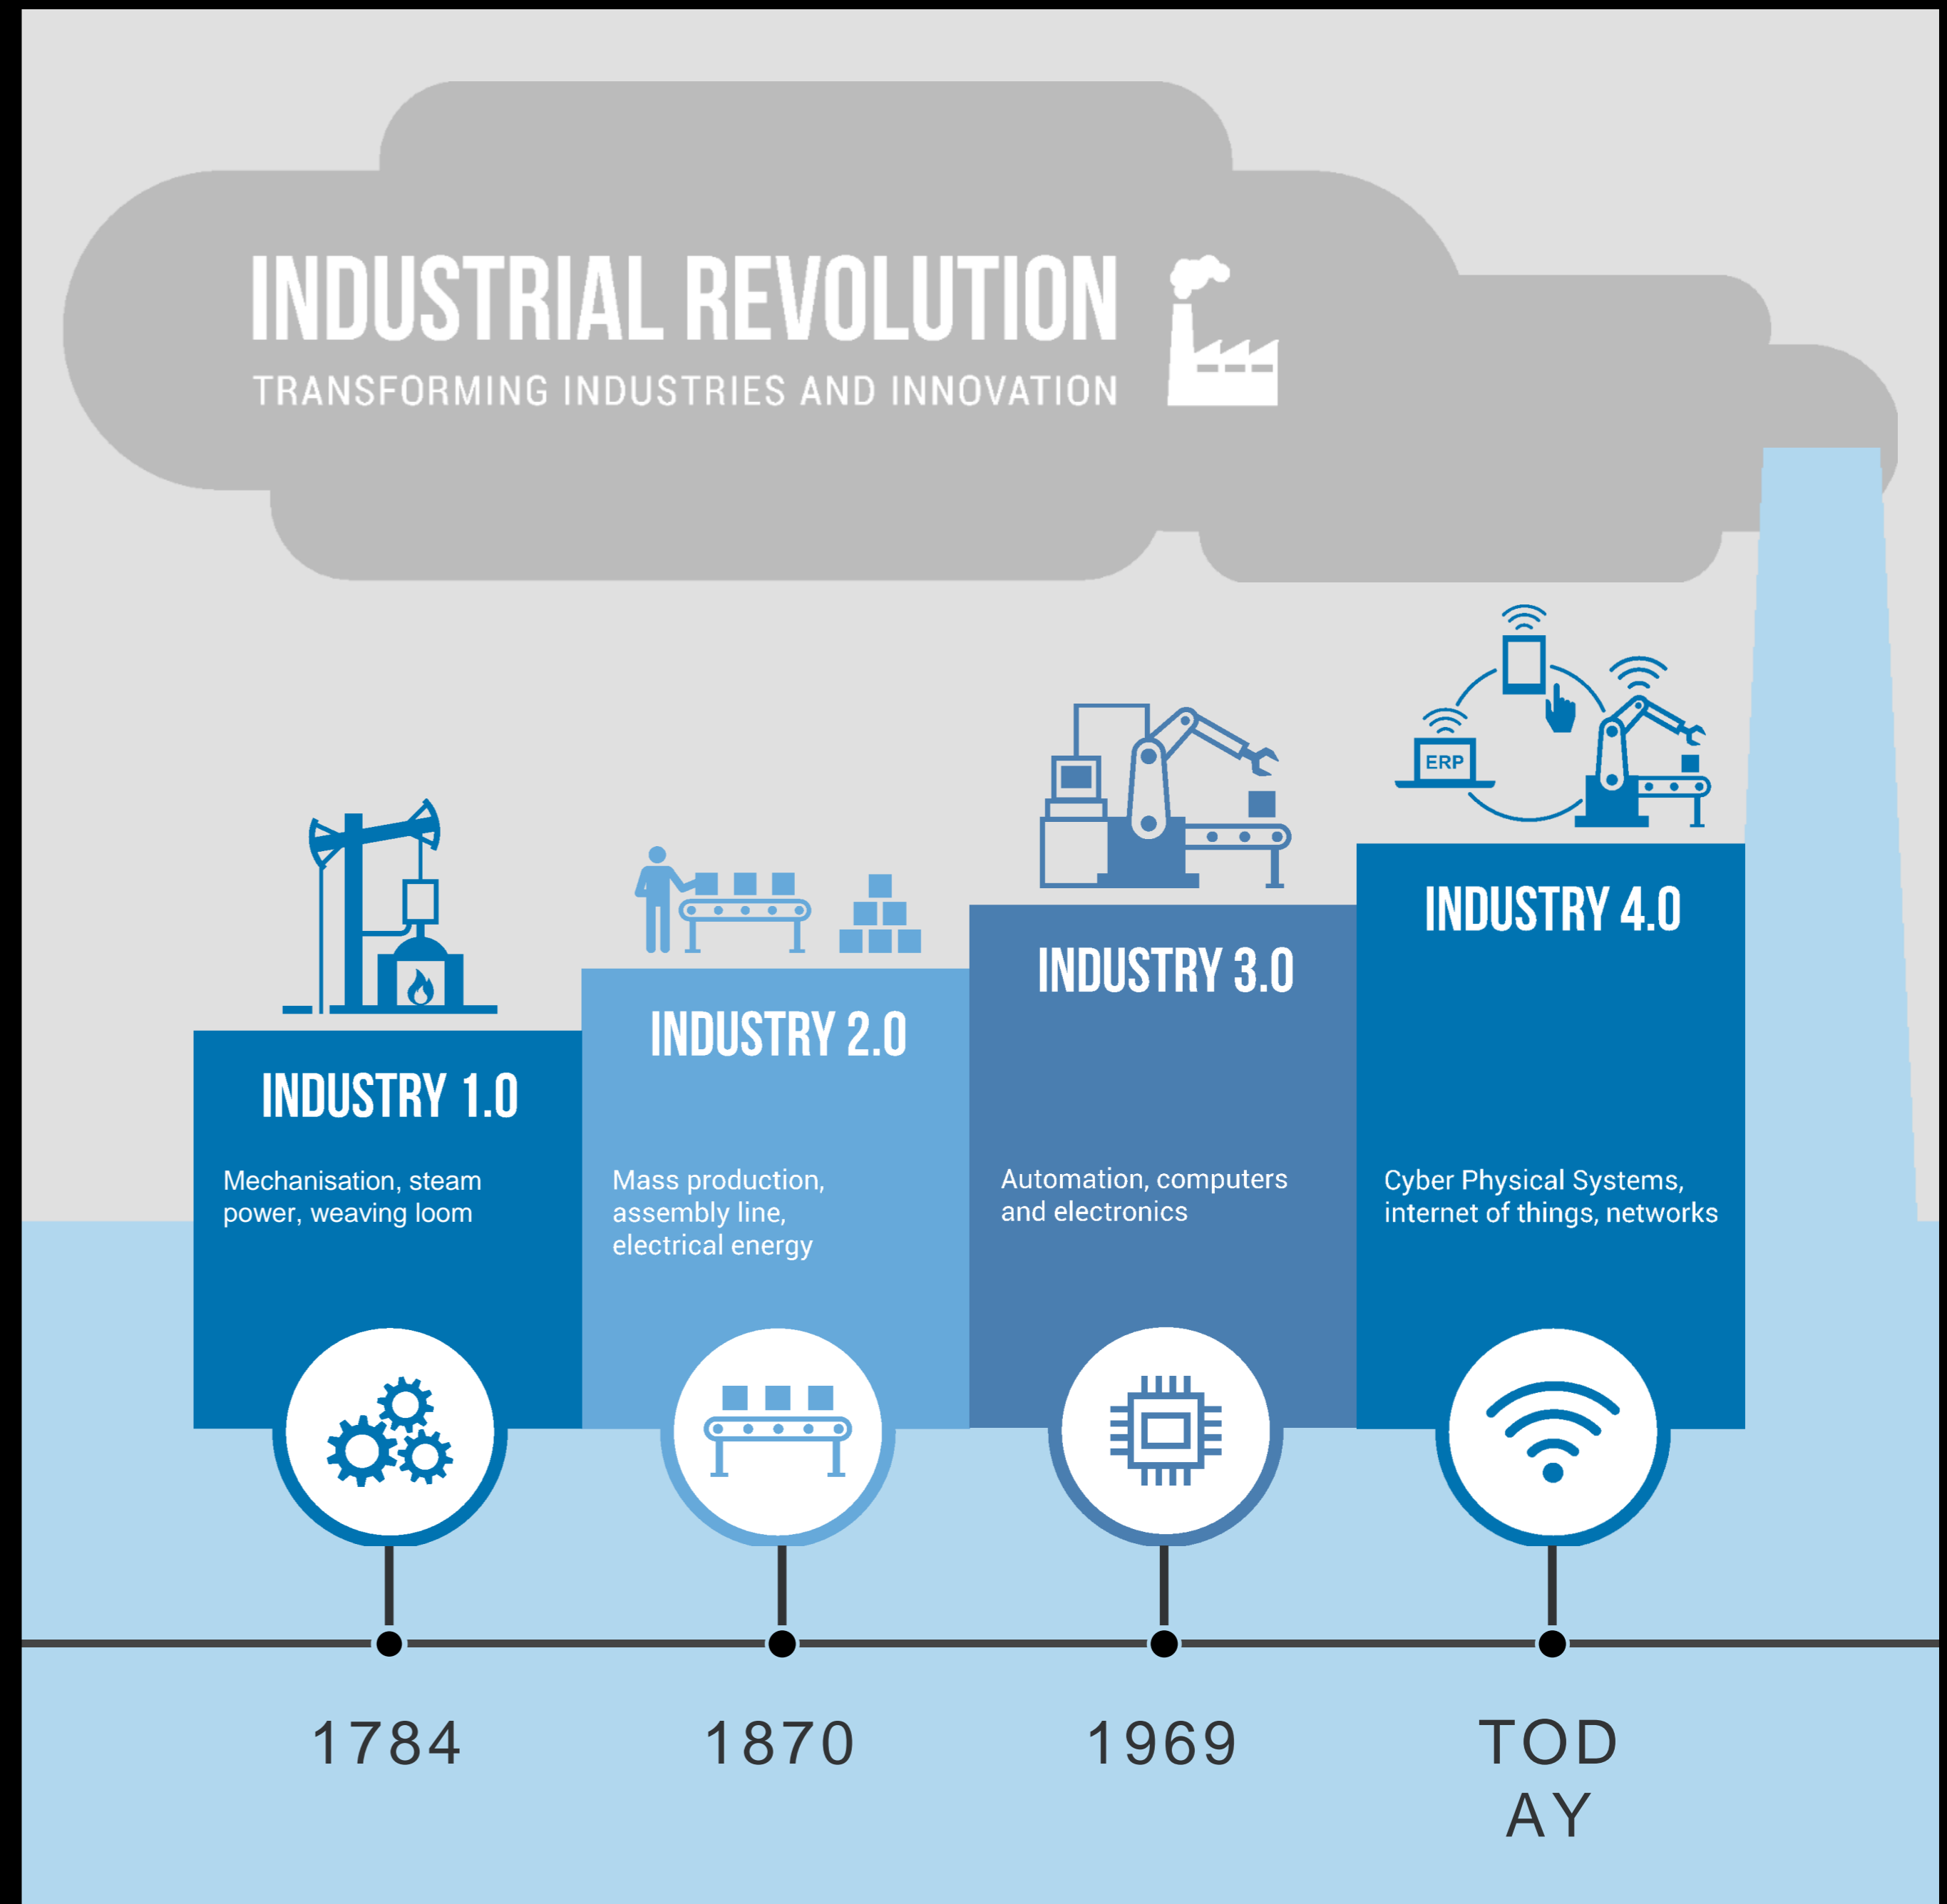 INDUSTRIAL REVOLUTION
TRANSFORMING INDUSTRIES AND INNOVATION
ERP
INDUSTRY 1.0
Mechanisation, steam
power, weaving loom
INDUSTRY 2.0
Mass production,
assembly line,
electrical energy
INDUSTRY 3.0
Automation, computers
and electronics
INDUSTRY 4.0
Cyber Physical Systems,
internet of things, networks
1784
1870
1969
TOD
AY